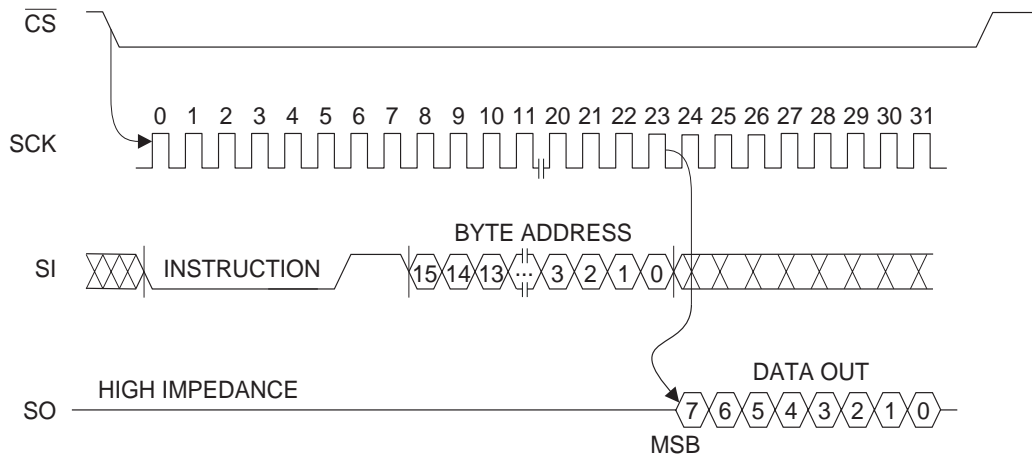 CS
0 1 2 3 4 5 6 7 8 9 10 11 20 21 22 23 24 25 26 27 28 29 30 31
SCK
BYTE ADDRESS
SI INSTRUCTION 15 14 13 ... 3 2 1 0
HIGH IMPEDANCE DATA OUT
SO 7 6 5 4 3 2 1 0
MSB